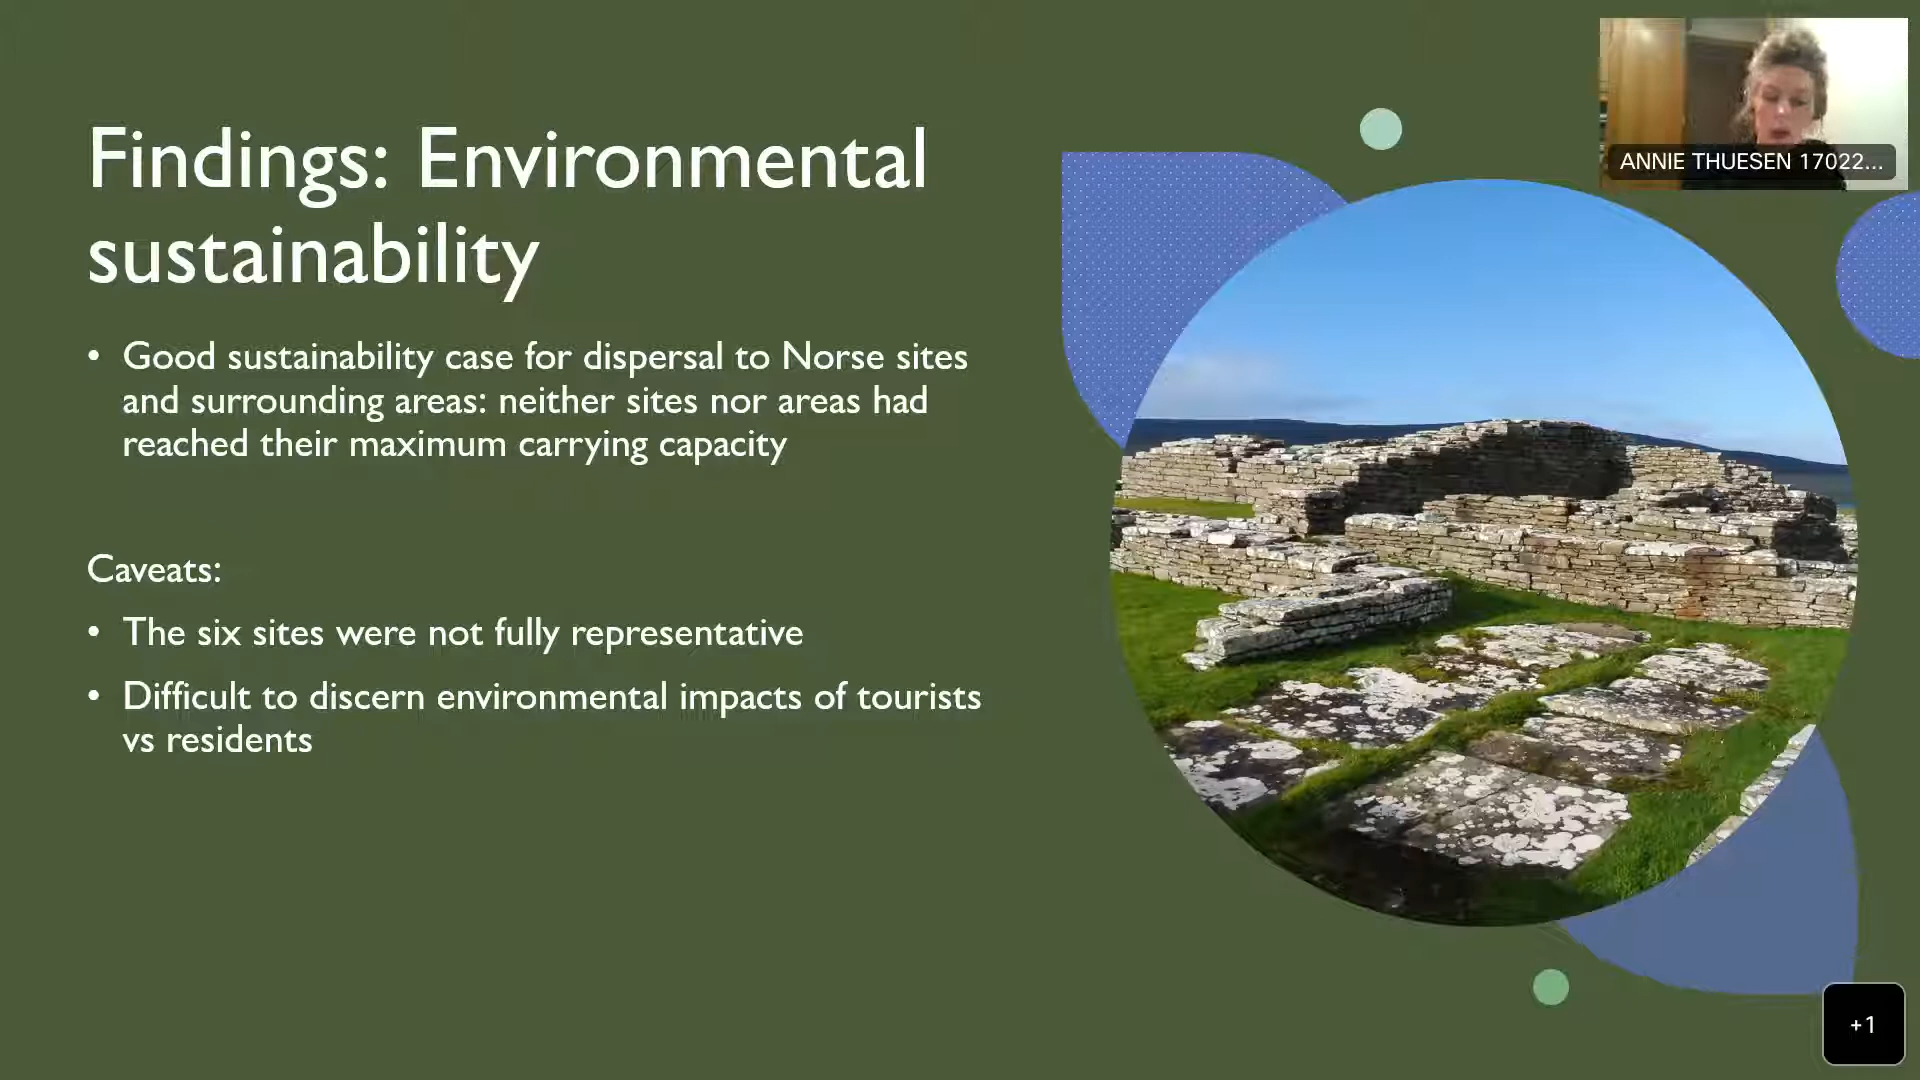 Findings: Environmental
sustainability
• Good sustainability case for dispersal to Norse sites
and surrounding areas: neither sites nor areas had
reached their maximum carrying capacity
Caveats:
• The six sites were not fully representative
• Difficult to discern environmental impacts of tourists
vs residents
ANNIE THUESEN 17022...
+1